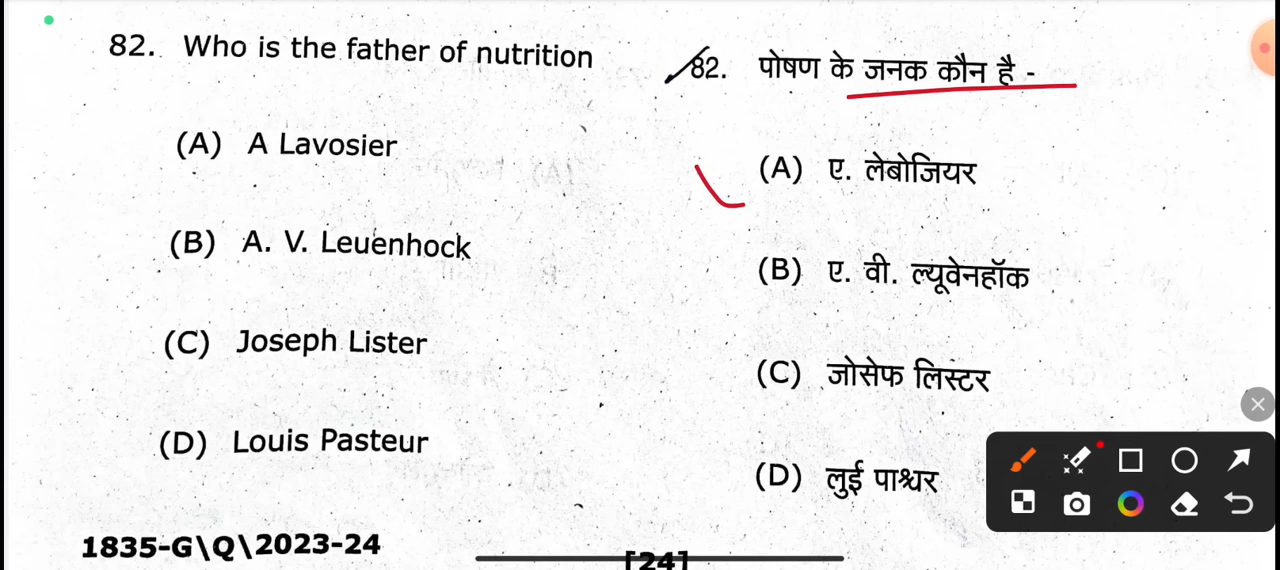 82. Who is the father of nutrition
(A) A Lavosier
(B) A. V. Leuenhock
(C) Joseph Lister
(D) Louis Pasteur
1835-G\Q\2023-24
82. पोषण के जनक कौन है -
(A) ए. लेबोजियर
(B) ए. वी. ल्यूवेनहॉक
(C) जोसेफ लिस्टर
(D) लुई पाश्चर
[24]